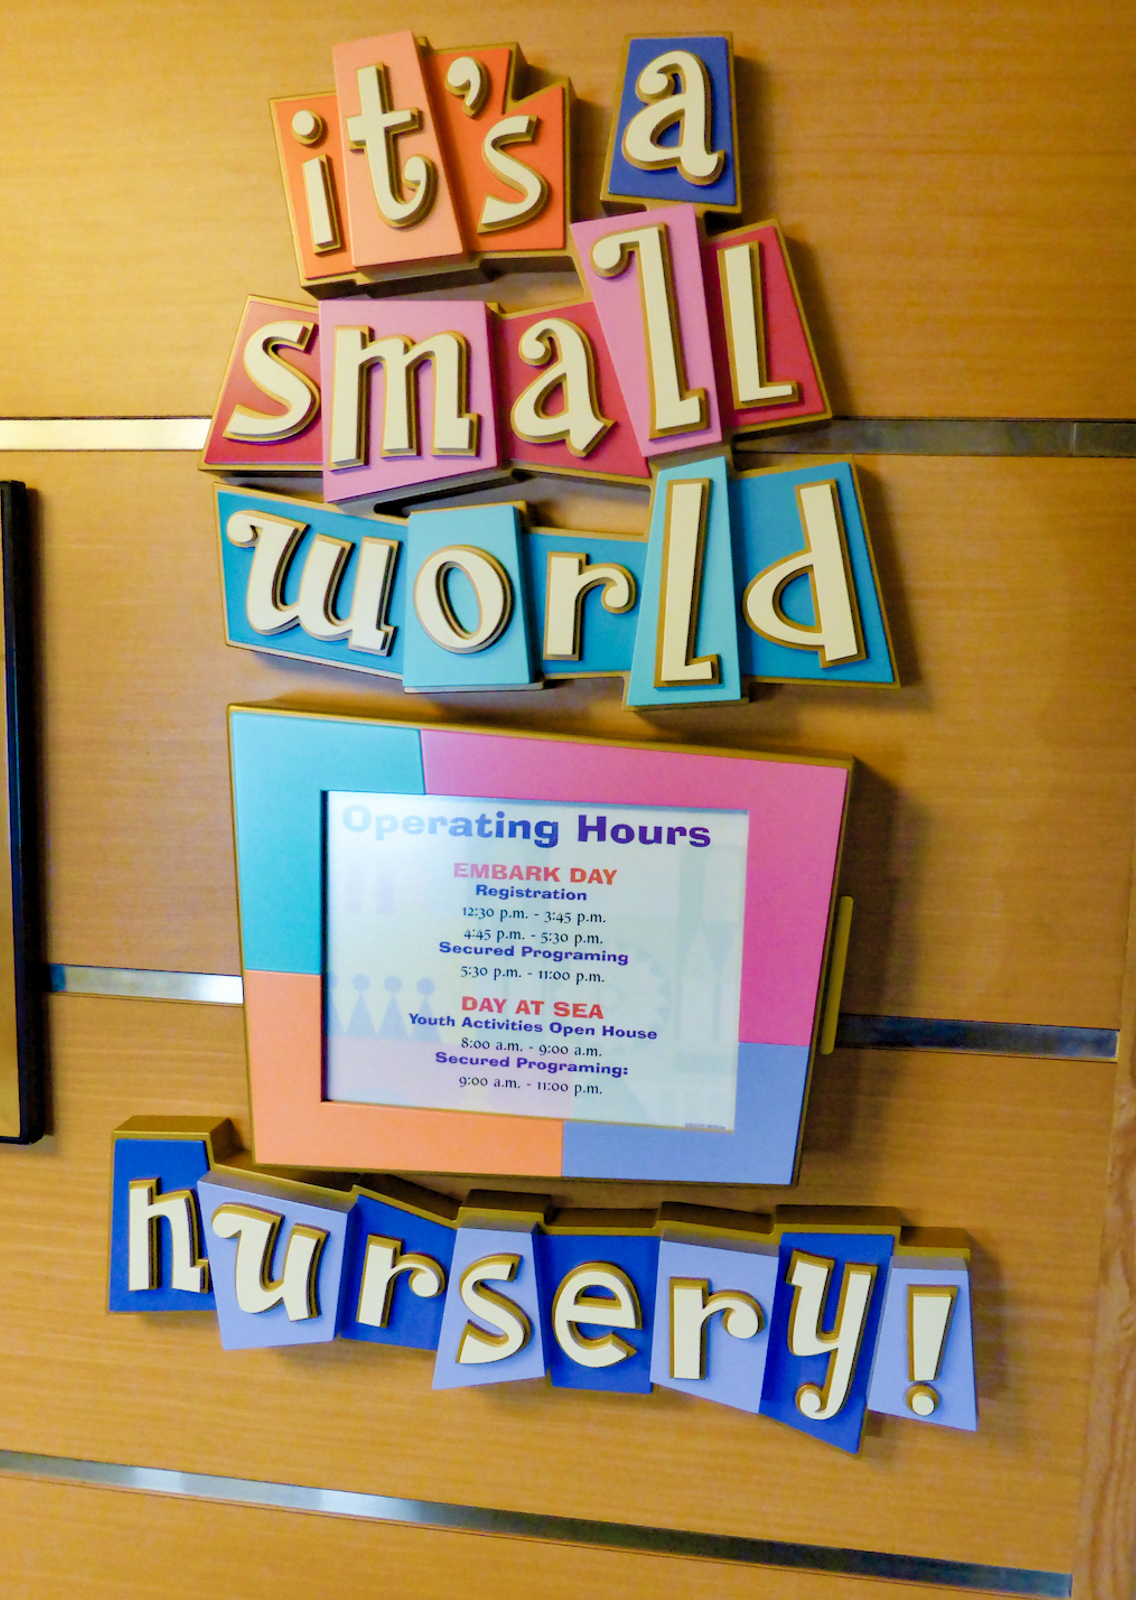 it's a
small
world
Operating Hours
EMBARK DAY
Registration
12:30 p.m. - 3:45 p.m.
4:45 p.m. - 5:30 p.m.
Secured Programing
5:30 p.m. - 11:00 p.m.
DAY AT SEA
Youth Activities Open House
8:00 a.m. - 9:00 a.m.
Secured Programing:
9:00 a.m. - 11:00 p.m.
nursery!